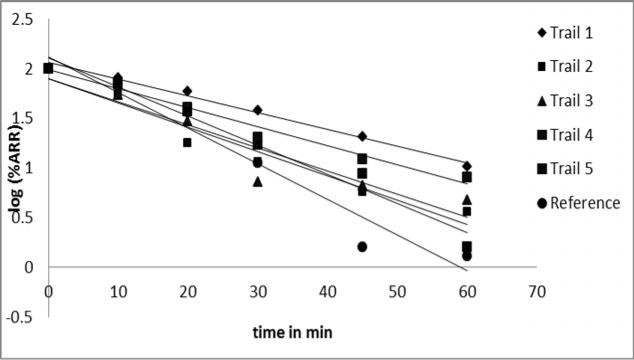 2.5
2
1.5
1
0.5
0
-0.5
log (%ARR)
0 10 20 30 40 50 60 70
time in min
Trail 1
Trail 2
Trail 3
Trail 4
Trail 5
Reference